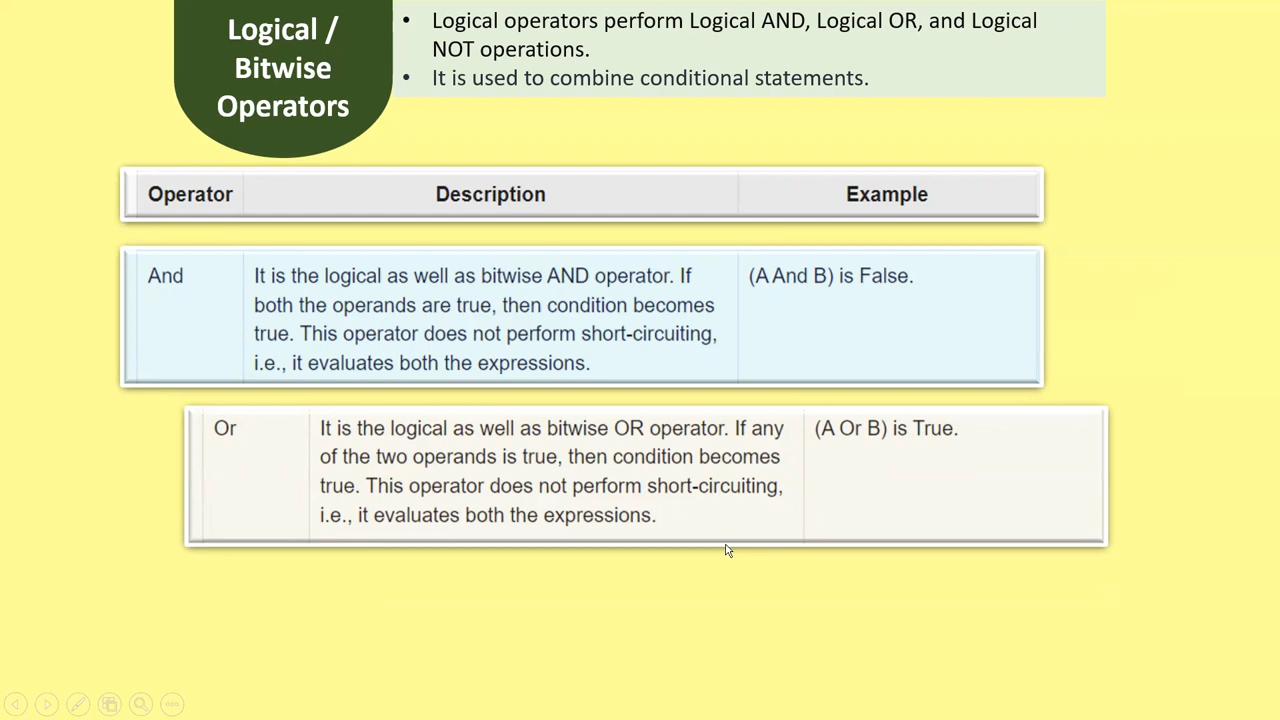 Logical /
Bitwise
Operators
• Logical operators perform Logical AND, Logical OR, and Logical
NOT operations.
• It is used to combine conditional statements.
Operator Description Example
And It is the logical as well as bitwise AND operator. If (A And B) is False.
both the operands are true, then condition becomes
true. This operator does not perform short-circuiting,
i.e., it evaluates both the expressions.
Or It is the logical as well as bitwise OR operator. If any (A Or B) is True.
of the two operands is true, then condition becomes
true. This operator does not perform short-circuiting,
i.e., it evaluates both the expressions.